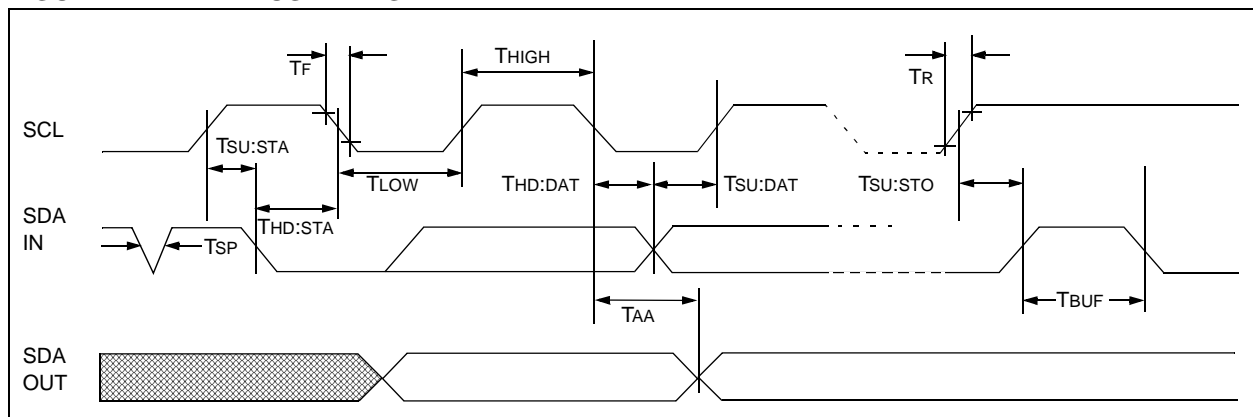 TF
THIGH
TR
SCL
TSU:STA
TLOW
THD:DAT
TSU:DAT
TSU:STO
SDA
IN
THD:STA
TSP
TAA
TBUF
SDA
OUT